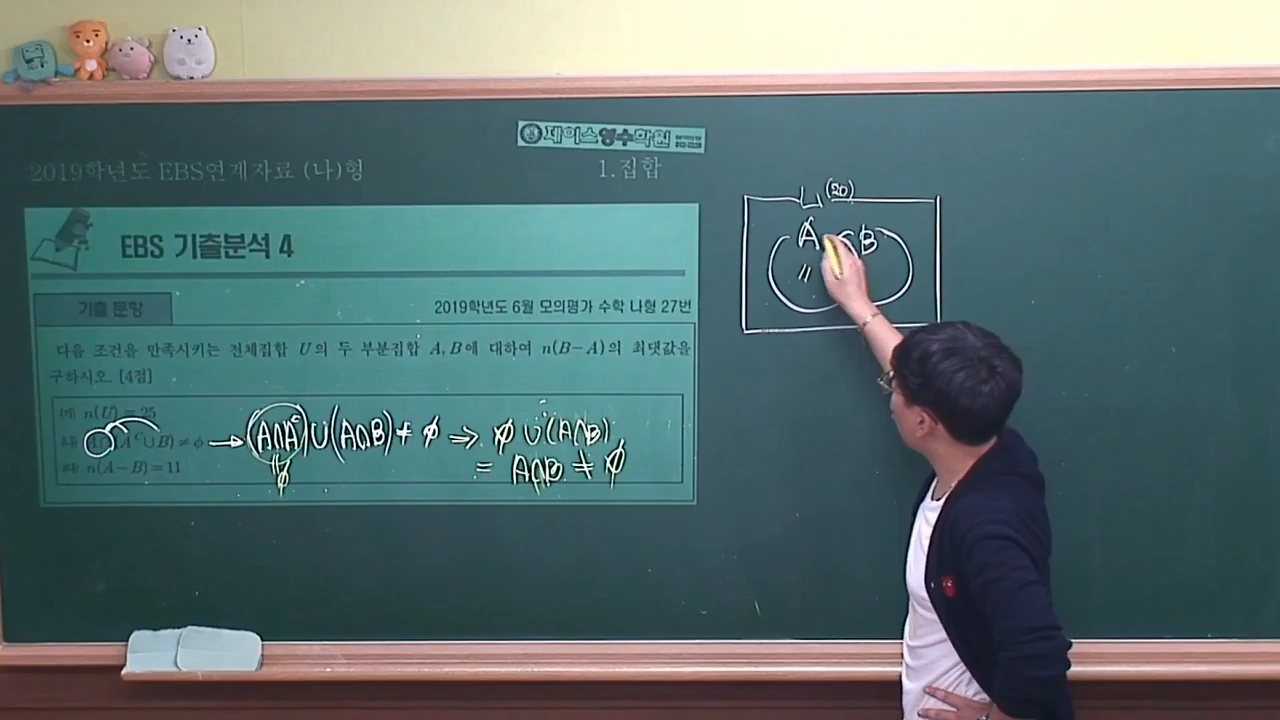 제이스영수학원
2019학년도 EBS연계자료 (나)형
1.집합
EBS 기출분석 4
기출 문항
2019학년도 6월 모의평가 수학 나형 27번
다음 조건을 만족시키는 전체집합 U의 두 부분집합 A, B에 대하여 n(B−A)의 최댓값을
구하시오. [4점]
(가) n(U) = 25
(나) A∩(A^C∪B) ≠ ∅ → (A∩A^c)∪(A∩B) ≠ ∅ ⇒ ∅∪(A∩B)
(다) n(A−B) = 11
∅
= A∩B ≠ ∅
U
A
B
11